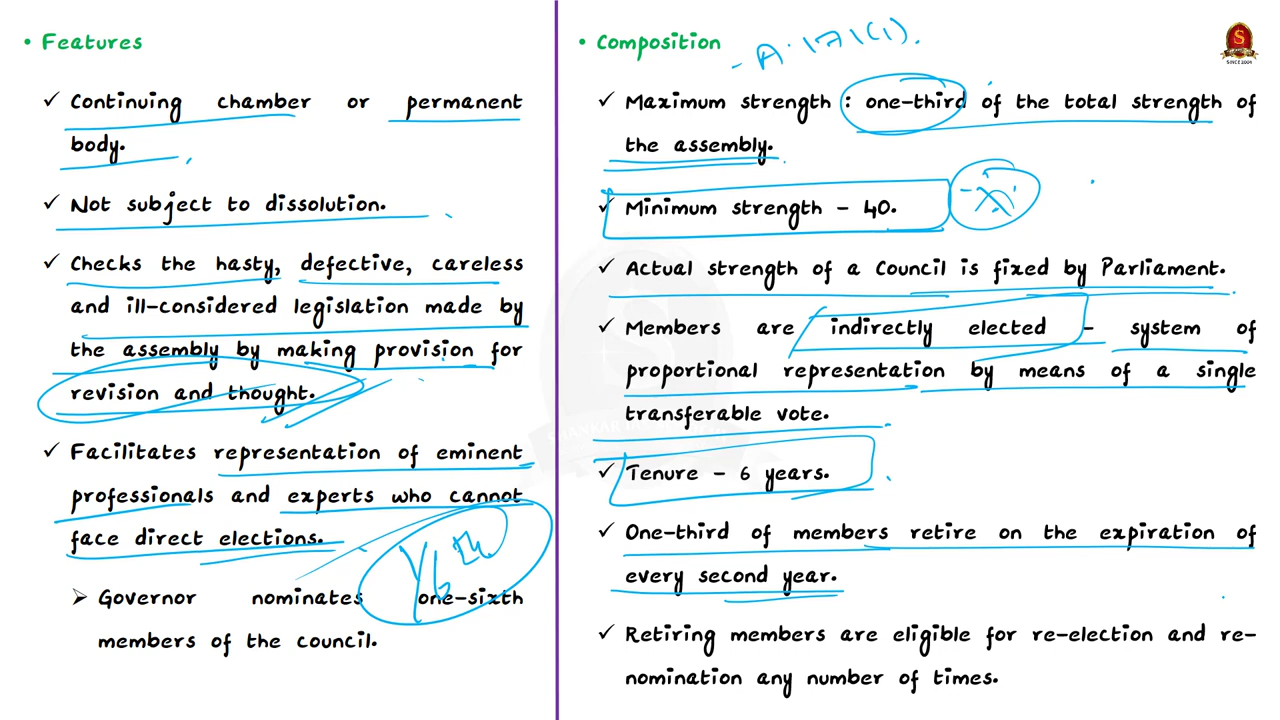 • Features
✓ Continuing chamber or permanent
body.
✓ Not subject to dissolution.
✓ Checks the hasty, defective, careless
and ill-considered legislation made by
the assembly by making provision for
revision and thought.
✓ Facilitates representation of eminent
professionals and experts who cannot
face direct elections.
➢ Governor nominates one-sixth
members of the council.
1/6th
• Composition
- A. 171(1).
✓ Maximum strength : one-third of the total strength of
the assembly.
✓ Minimum strength - 40.
✓ Actual strength of a Council is fixed by Parliament.
✓ Members are indirectly elected - system of
proportional representation by means of a single
transferable vote.
✓ Tenure - 6 years.
✓ One-third of members retire on the expiration of
every second year.
✓ Retiring members are eligible for re-election and re-
nomination any number of times.
S
SINCE 2004